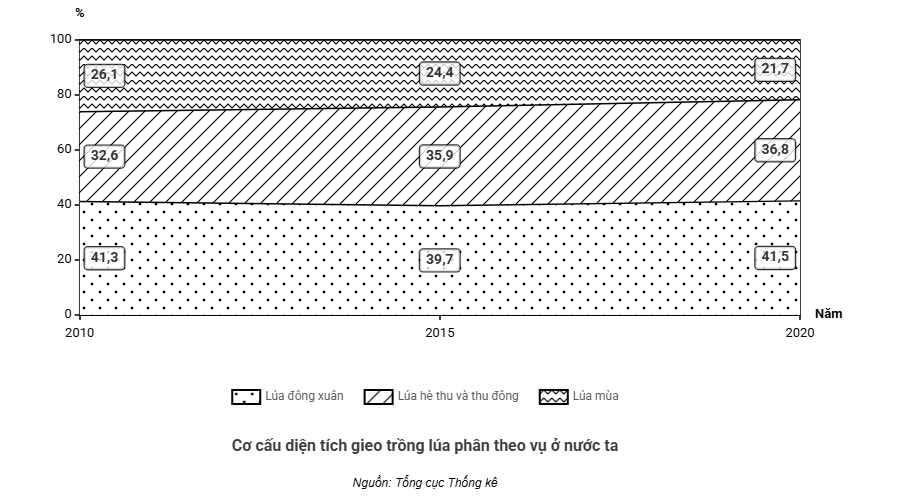 %
100
26,1 24,4 21,7
80
60
32,6 35,9 36,8
40
41,3 39,7 41,5
20
0
Năm
2010 2015 2020
Lúa đông xuân Lúa hè thu và thu đông Lúa mùa
Cơ cấu diện tích gieo trồng lúa phân theo vụ ở nước ta
Nguồn: Tổng cục Thống kê